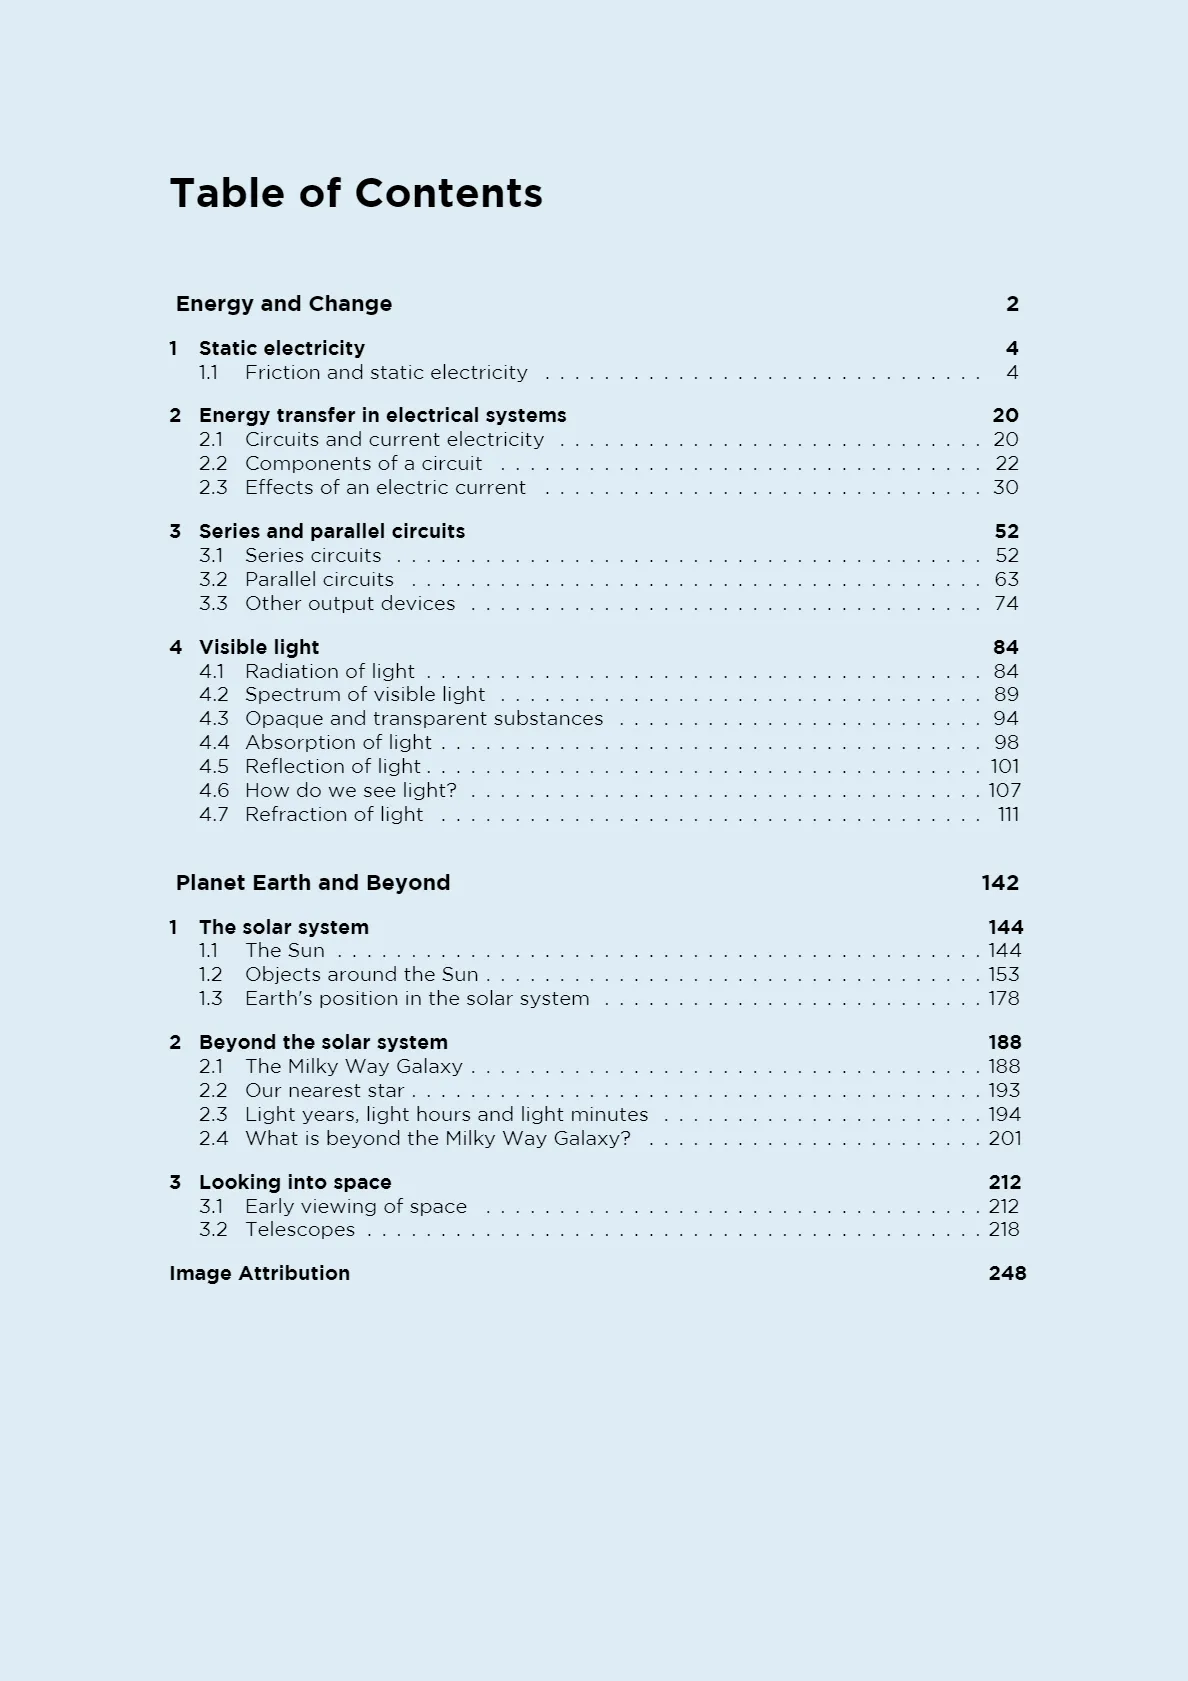 Table of Contents
Energy and Change 2
1 Static electricity 4
1.1 Friction and static electricity . . . . . . . . . . . . . . . . . . . . . . . . . . . . . . 4
2 Energy transfer in electrical systems 20
2.1 Circuits and current electricity . . . . . . . . . . . . . . . . . . . . . . . . . . . . . 20
2.2 Components of a circuit . . . . . . . . . . . . . . . . . . . . . . . . . . . . . . . . . 22
2.3 Effects of an electric current . . . . . . . . . . . . . . . . . . . . . . . . . . . . . . 30
3 Series and parallel circuits 52
3.1 Series circuits . . . . . . . . . . . . . . . . . . . . . . . . . . . . . . . . . . . . . . . . 52
3.2 Parallel circuits . . . . . . . . . . . . . . . . . . . . . . . . . . . . . . . . . . . . . . . 63
3.3 Other output devices . . . . . . . . . . . . . . . . . . . . . . . . . . . . . . . . . . . 74
4 Visible light 84
4.1 Radiation of light . . . . . . . . . . . . . . . . . . . . . . . . . . . . . . . . . . . . . . 84
4.2 Spectrum of visible light . . . . . . . . . . . . . . . . . . . . . . . . . . . . . . . . . 89
4.3 Opaque and transparent substances . . . . . . . . . . . . . . . . . . . . . . . . . 94
4.4 Absorption of light . . . . . . . . . . . . . . . . . . . . . . . . . . . . . . . . . . . . . 98
4.5 Reflection of light . . . . . . . . . . . . . . . . . . . . . . . . . . . . . . . . . . . . . . 101
4.6 How do we see light? . . . . . . . . . . . . . . . . . . . . . . . . . . . . . . . . . . . 107
4.7 Refraction of light . . . . . . . . . . . . . . . . . . . . . . . . . . . . . . . . . . . . . 111
Planet Earth and Beyond 142
1 The solar system 144
1.1 The Sun . . . . . . . . . . . . . . . . . . . . . . . . . . . . . . . . . . . . . . . . . . . . 144
1.2 Objects around the Sun . . . . . . . . . . . . . . . . . . . . . . . . . . . . . . . . . . 153
1.3 Earth's position in the solar system . . . . . . . . . . . . . . . . . . . . . . . . . . 178
2 Beyond the solar system 188
2.1 The Milky Way Galaxy . . . . . . . . . . . . . . . . . . . . . . . . . . . . . . . . . . . 188
2.2 Our nearest star . . . . . . . . . . . . . . . . . . . . . . . . . . . . . . . . . . . . . . . 193
2.3 Light years, light hours and light minutes . . . . . . . . . . . . . . . . . . . . . . 194
2.4 What is beyond the Milky Way Galaxy? . . . . . . . . . . . . . . . . . . . . . . . 201
3 Looking into space 212
3.1 Early viewing of space . . . . . . . . . . . . . . . . . . . . . . . . . . . . . . . . . . 212
3.2 Telescopes . . . . . . . . . . . . . . . . . . . . . . . . . . . . . . . . . . . . . . . . . . 218
Image Attribution 248